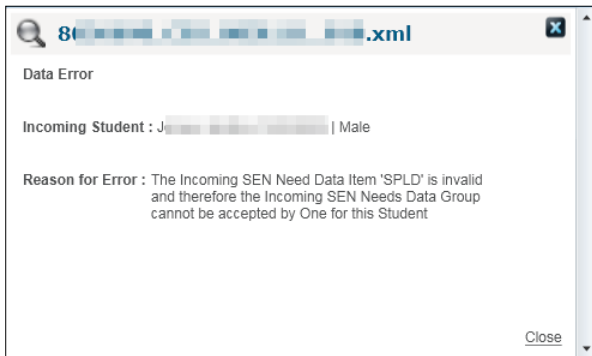 .xml
Data Error
Incoming Student : | Male
Reason for Error : The Incoming SEN Need Data Item 'SPLD' is invalid
and therefore the Incoming SEN Needs Data Group
cannot be accepted by One for this Student
Close